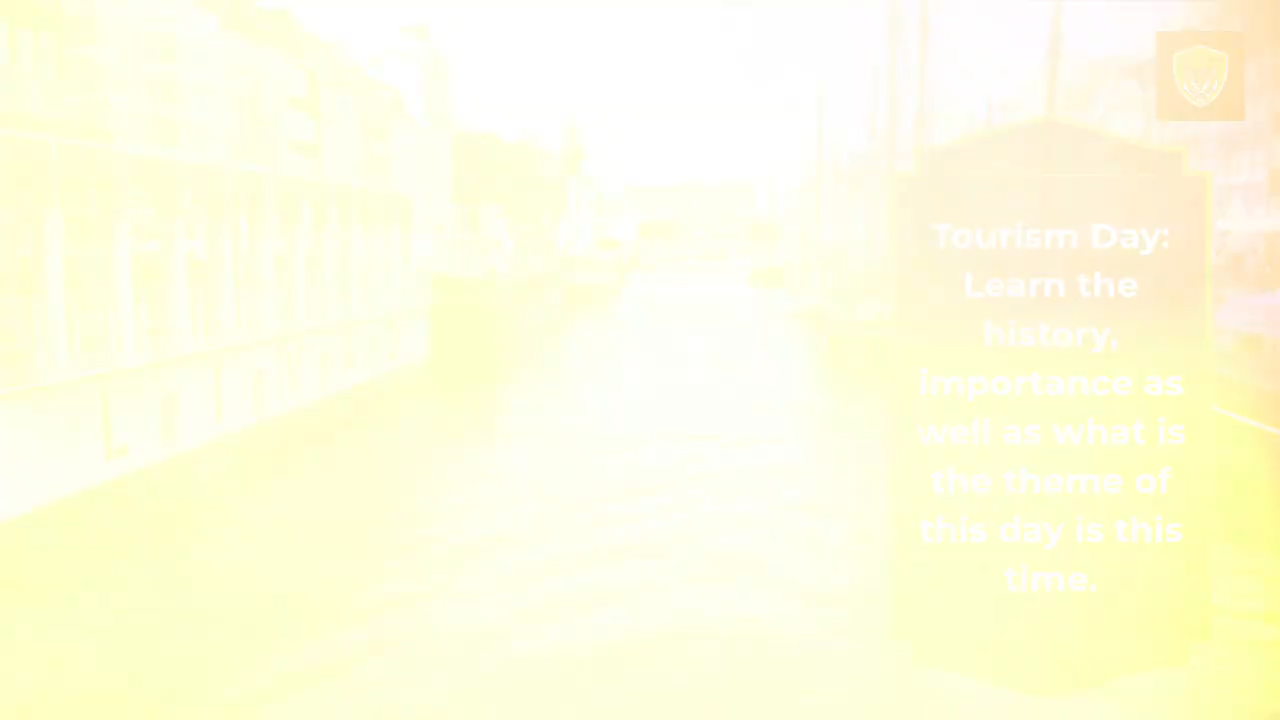 Tourism Day:
Learn the
history,
importance as
well as what is
the theme of
this day is this
time.